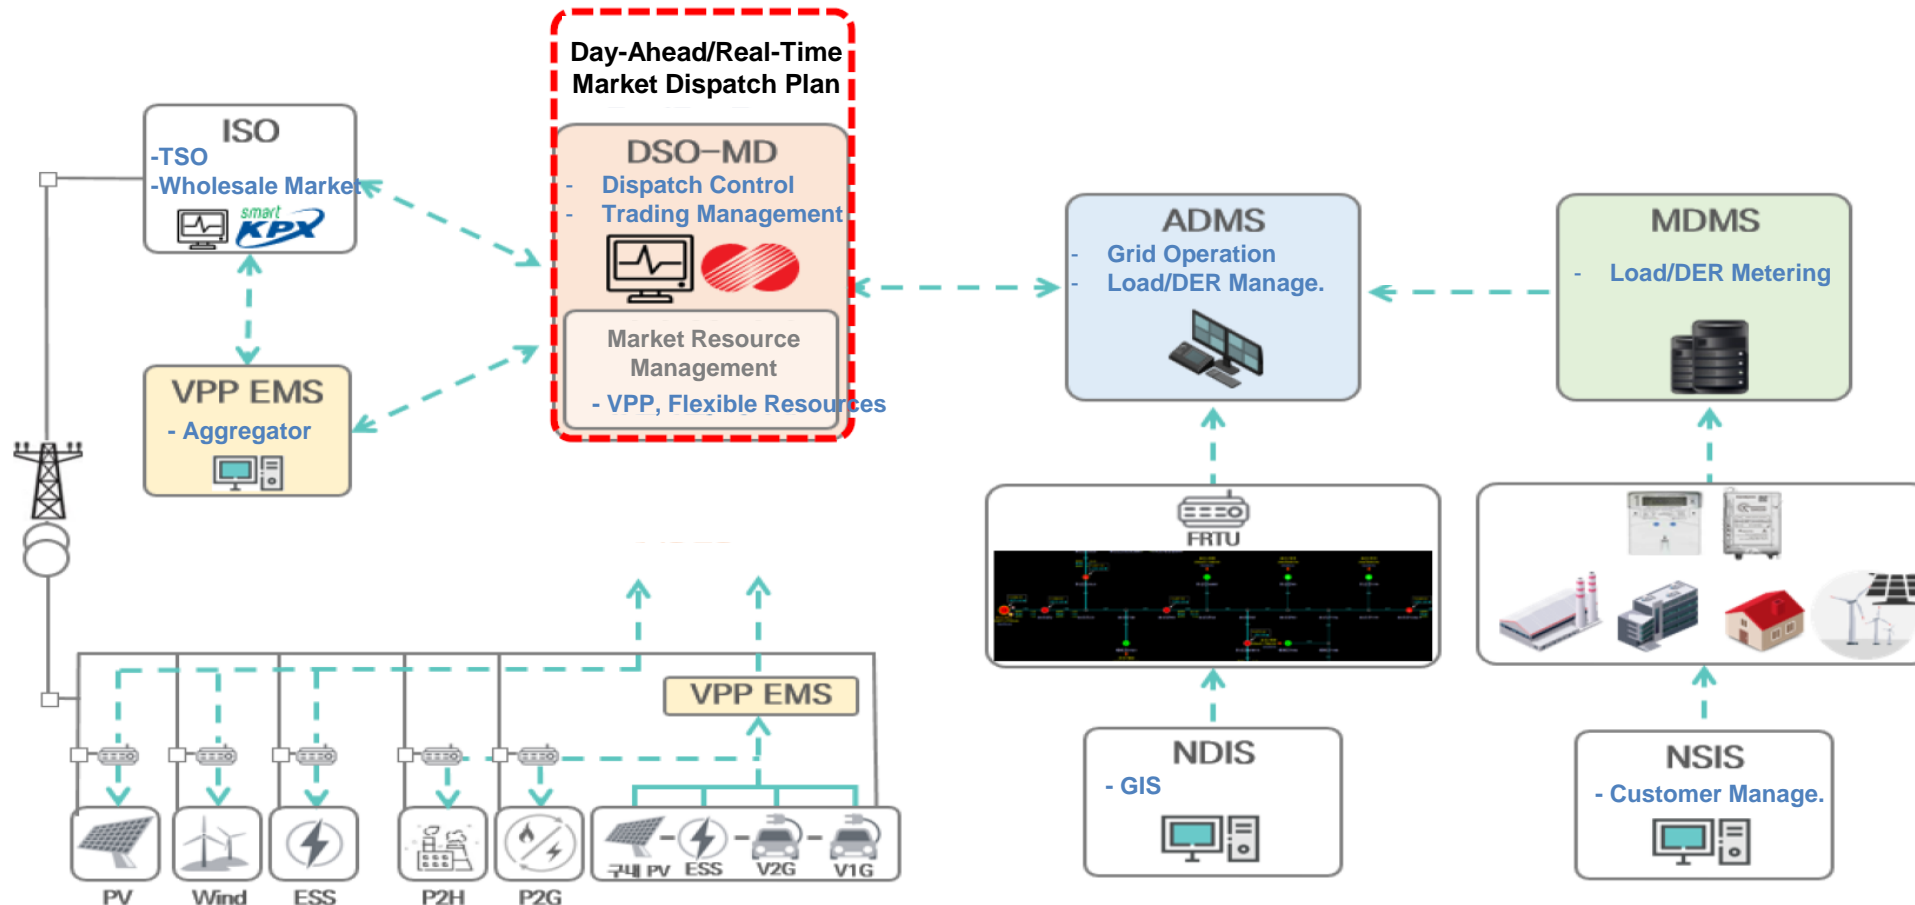 Day-Ahead/Real-Time
Market Dispatch Plan
ISO
-TSO
-Wholesale Market
smart
KPX
DSO-MD
- Dispatch Control
- Trading Management
Market Resource
Management
- VPP, Flexible Resources
VPP EMS
- Aggregator
ADMS
- Grid Operation
- Load/DER Manage.
MDMS
- Load/DER Metering
FRTU
VPP EMS
NDIS
- GIS
NSIS
- Customer Manage.
구내 PV
ESS
V2G
V1G
PV
Wind
ESS
P2H
P2G